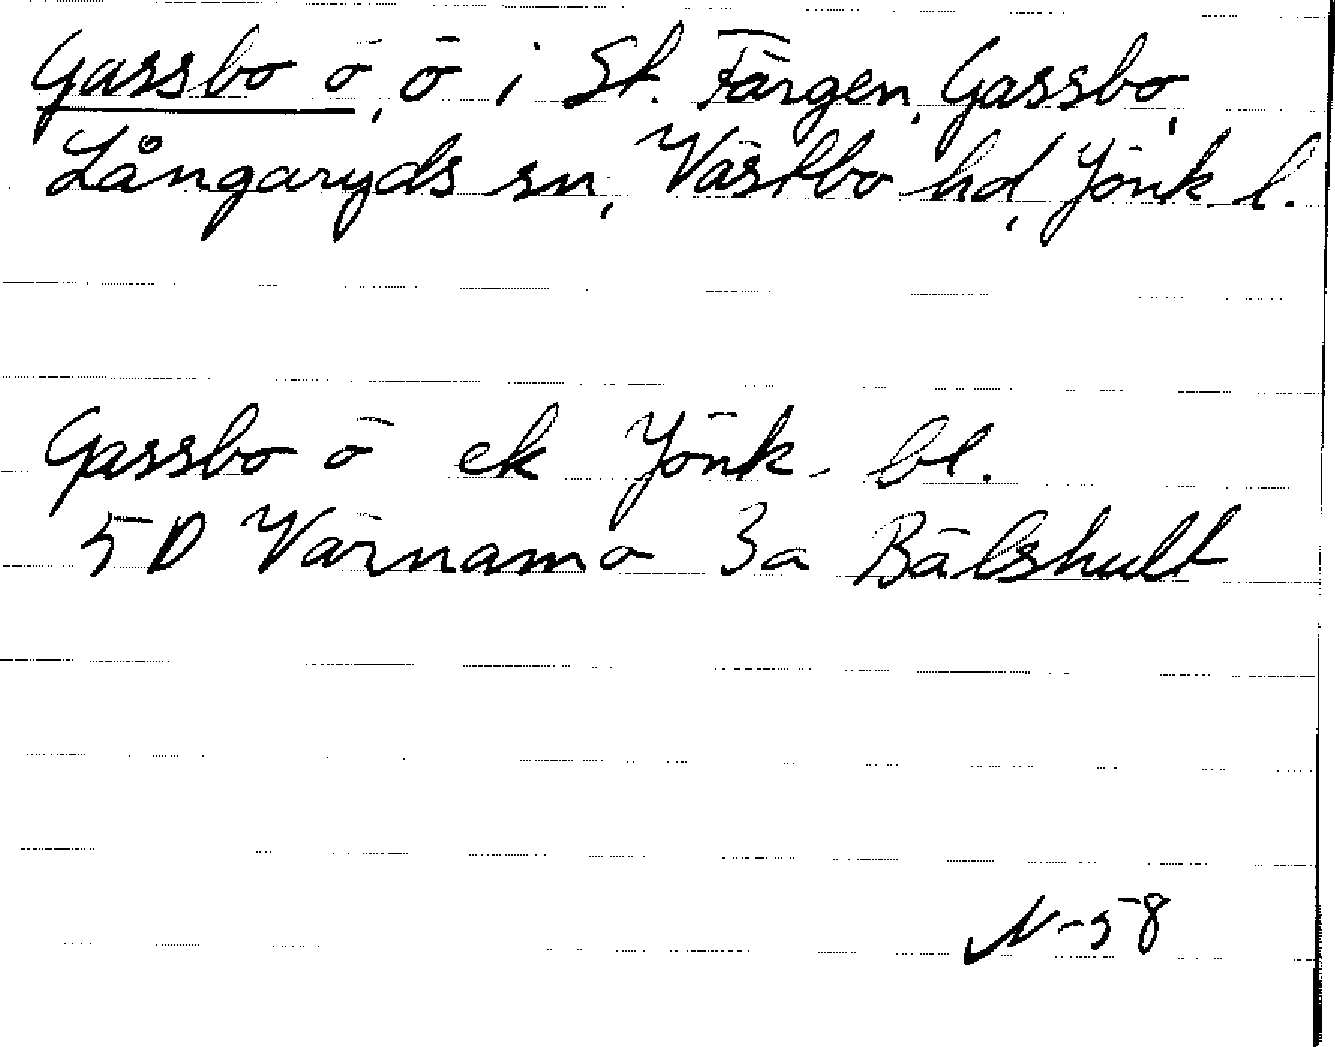 Gassbo ö, ö i St. Färgen, Gassbo,
Långaryds sn, Västbo hd, Jönk. l.
Gassbo ö ek Jönk. bl.
5 D Värnamo 3a Bälshult
N-58